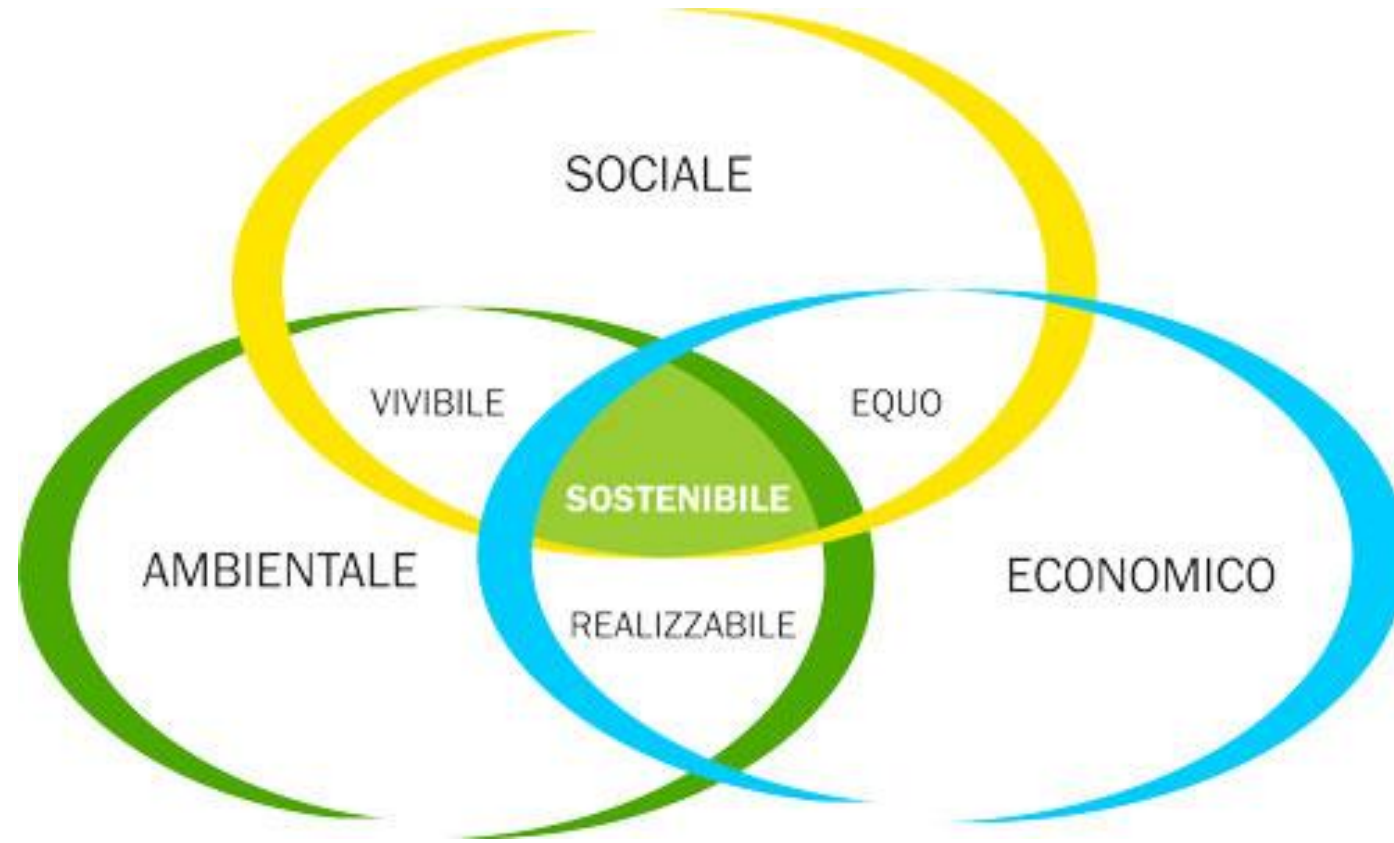 SOCIALE
VIVIBILE
EQUO
SOSTENIBILE
AMBIENTALE
ECONOMICO
REALIZZABILE